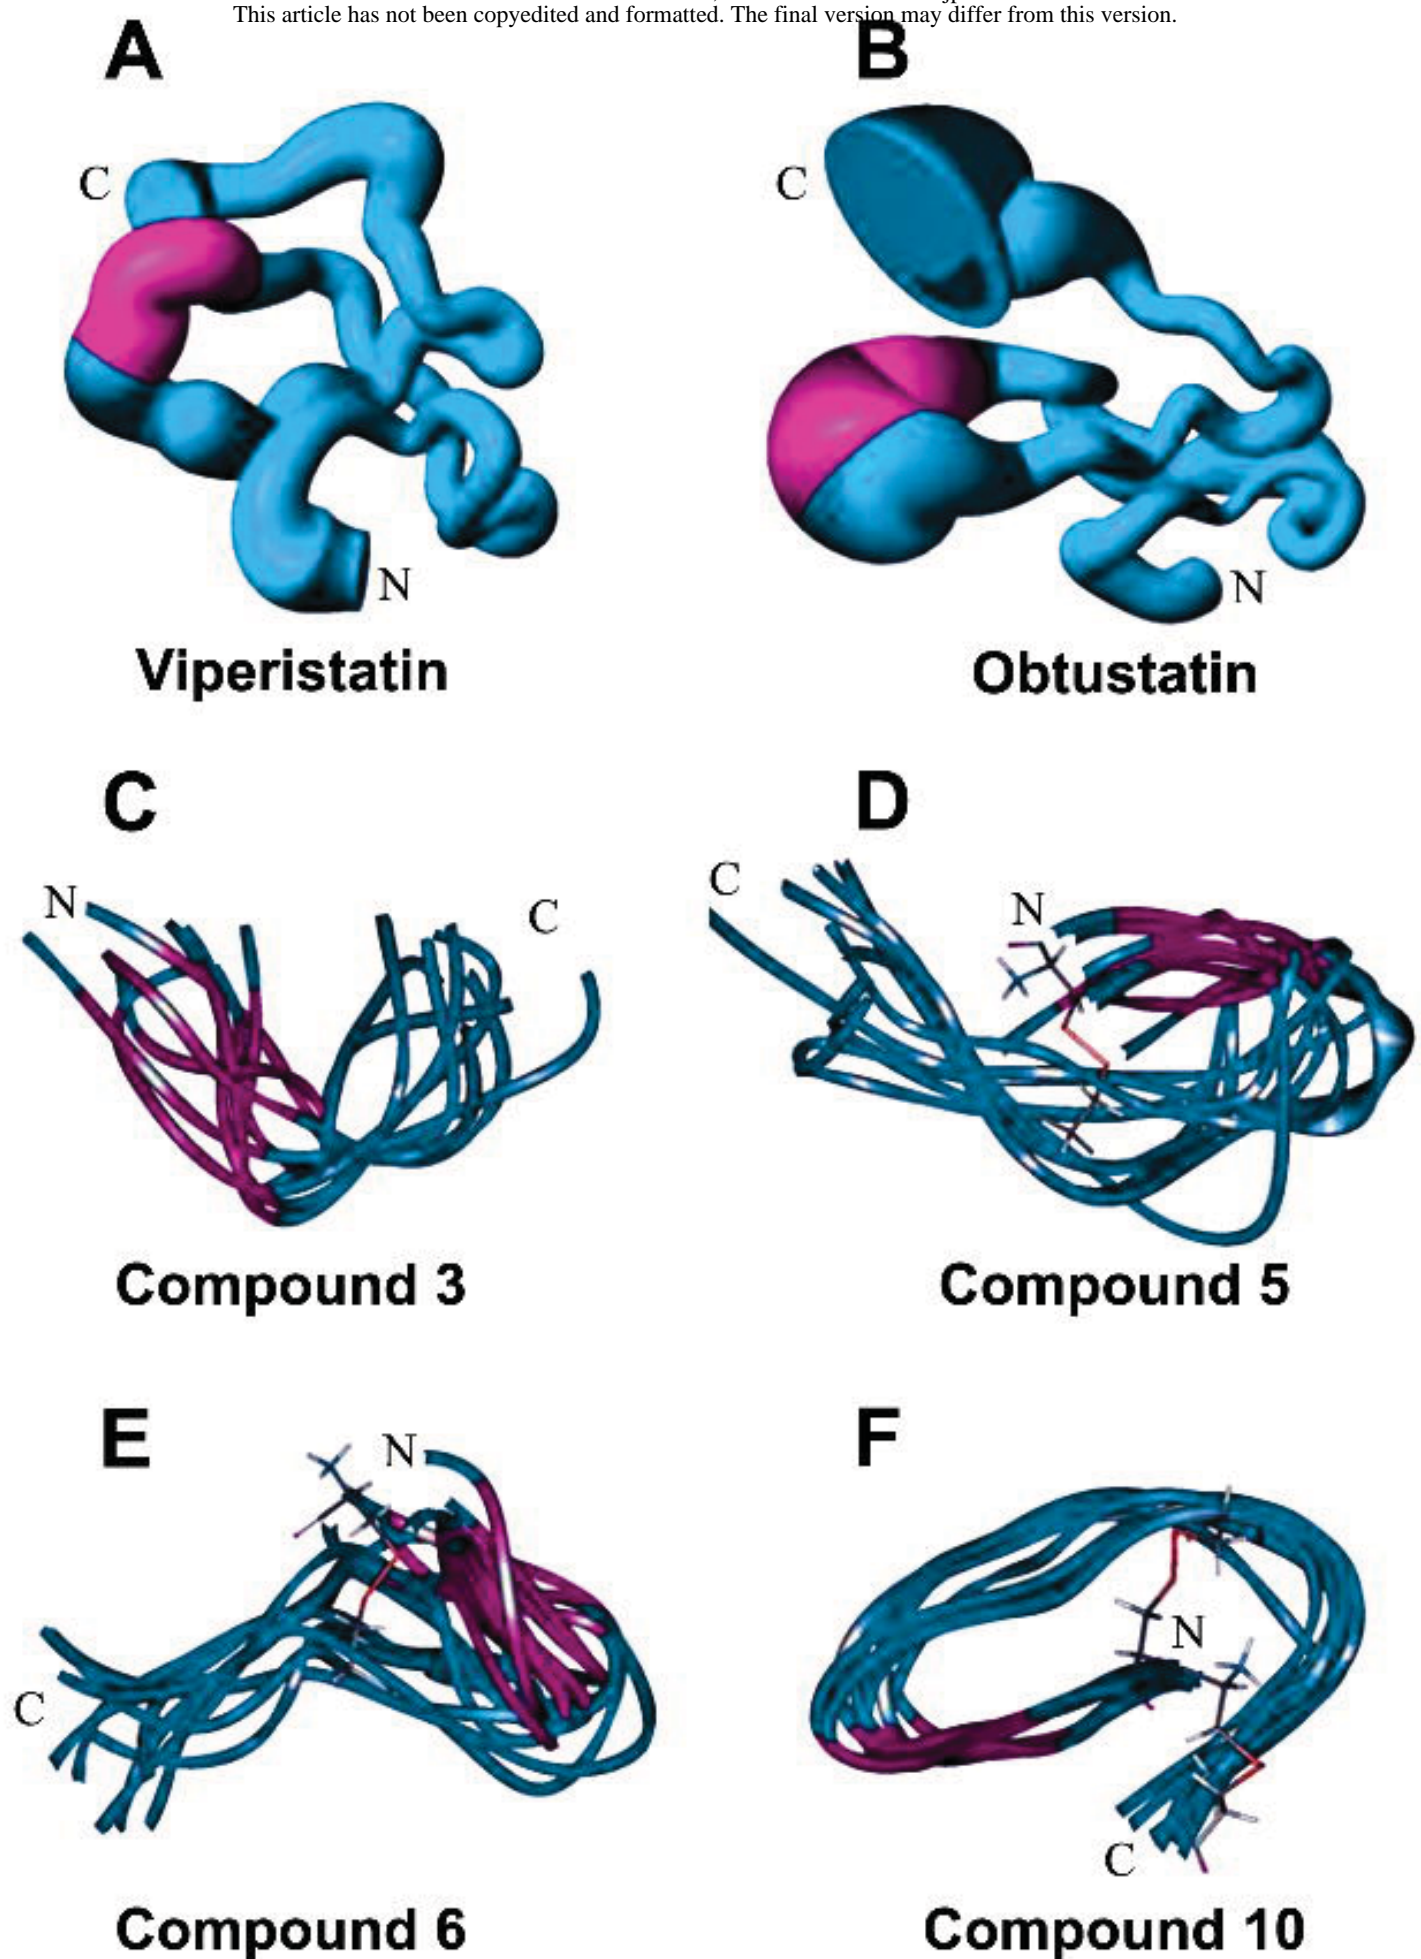 This article has not been copyedited and formatted. The final version may differ from this version.
A
B
C
C
N
N
Viperistatin
Obtustatin
C
D
N
C
C
N
Compound 3
Compound 5
E
F
N
N
C
C
Compound 6
Compound 10